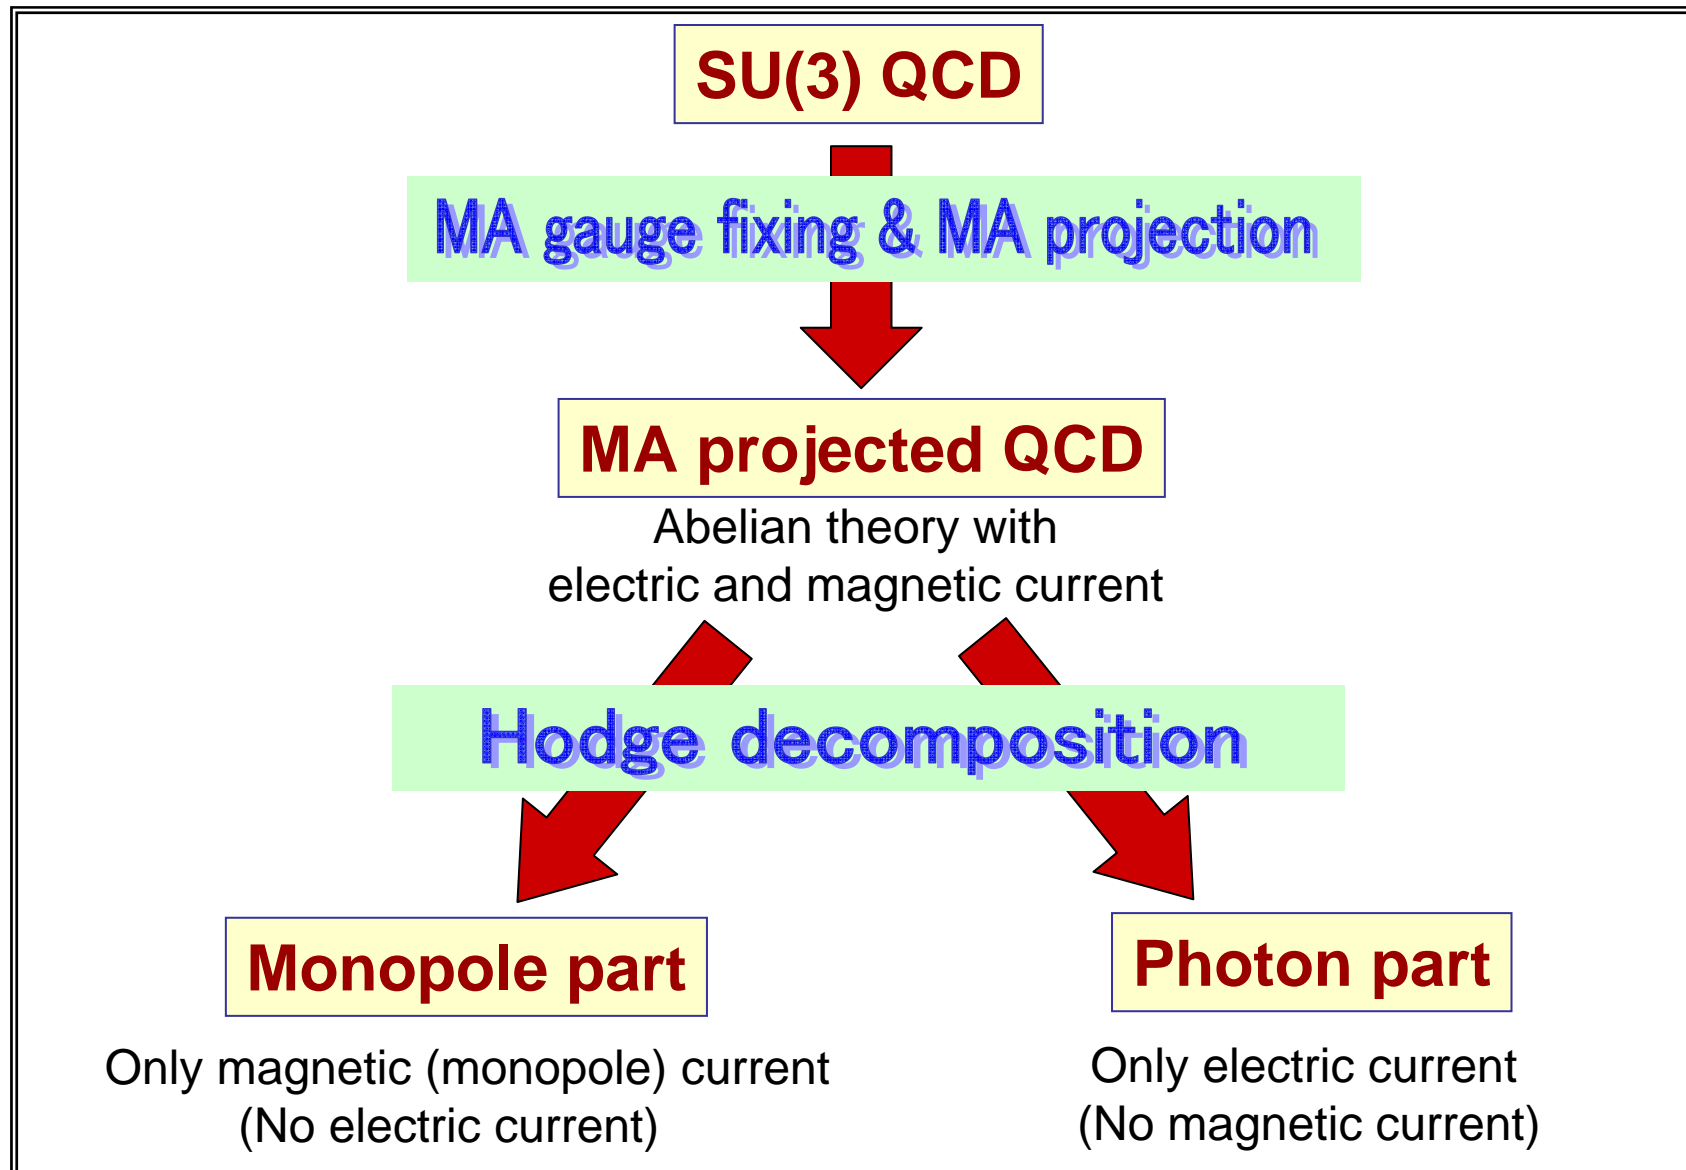 SU(3) QCD
MA gauge fixing & MA projection
MA projected QCD
Abelian theory with
electric and magnetic current
Hodge decomposition
Monopole part
Only magnetic (monopole) current
(No electric current)
Photon part
Only electric current
(No magnetic current)